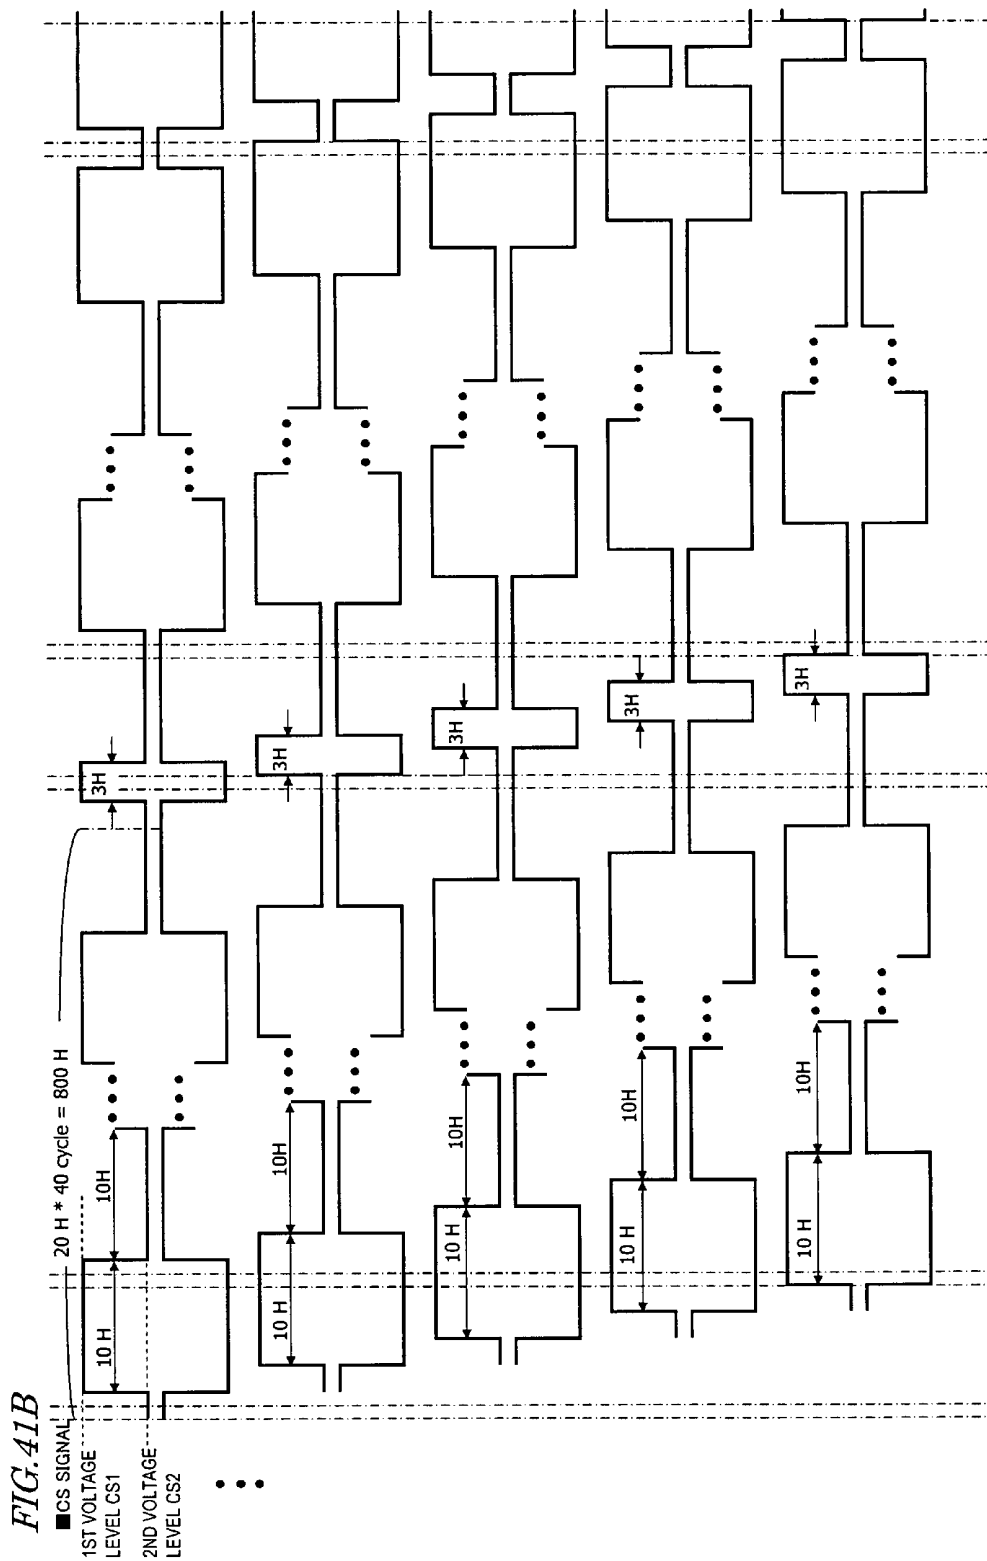 FIG.41B
■CS SIGNAL
1ST VOLTAGE
LEVEL CS1
2ND VOLTAGE
LEVEL CS2
20 H * 40 cycle = 800 H
10 H
10H
3H
10 H
10H
3H
10 H
10H
3H
10 H
10H
3H
10 H
10H
3H